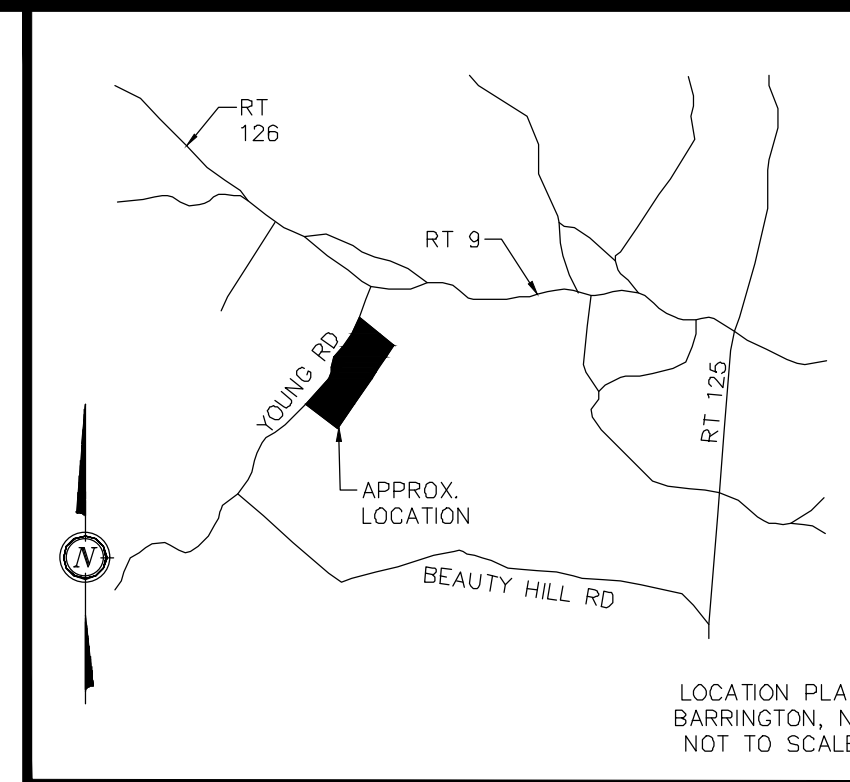 RT
126
RT 9
YOUNG RD
RT 125
APPROX.
LOCATION
N
BEAUTY HILL RD
LOCATION PLA
BARRINGTON, N
NOT TO SCALE